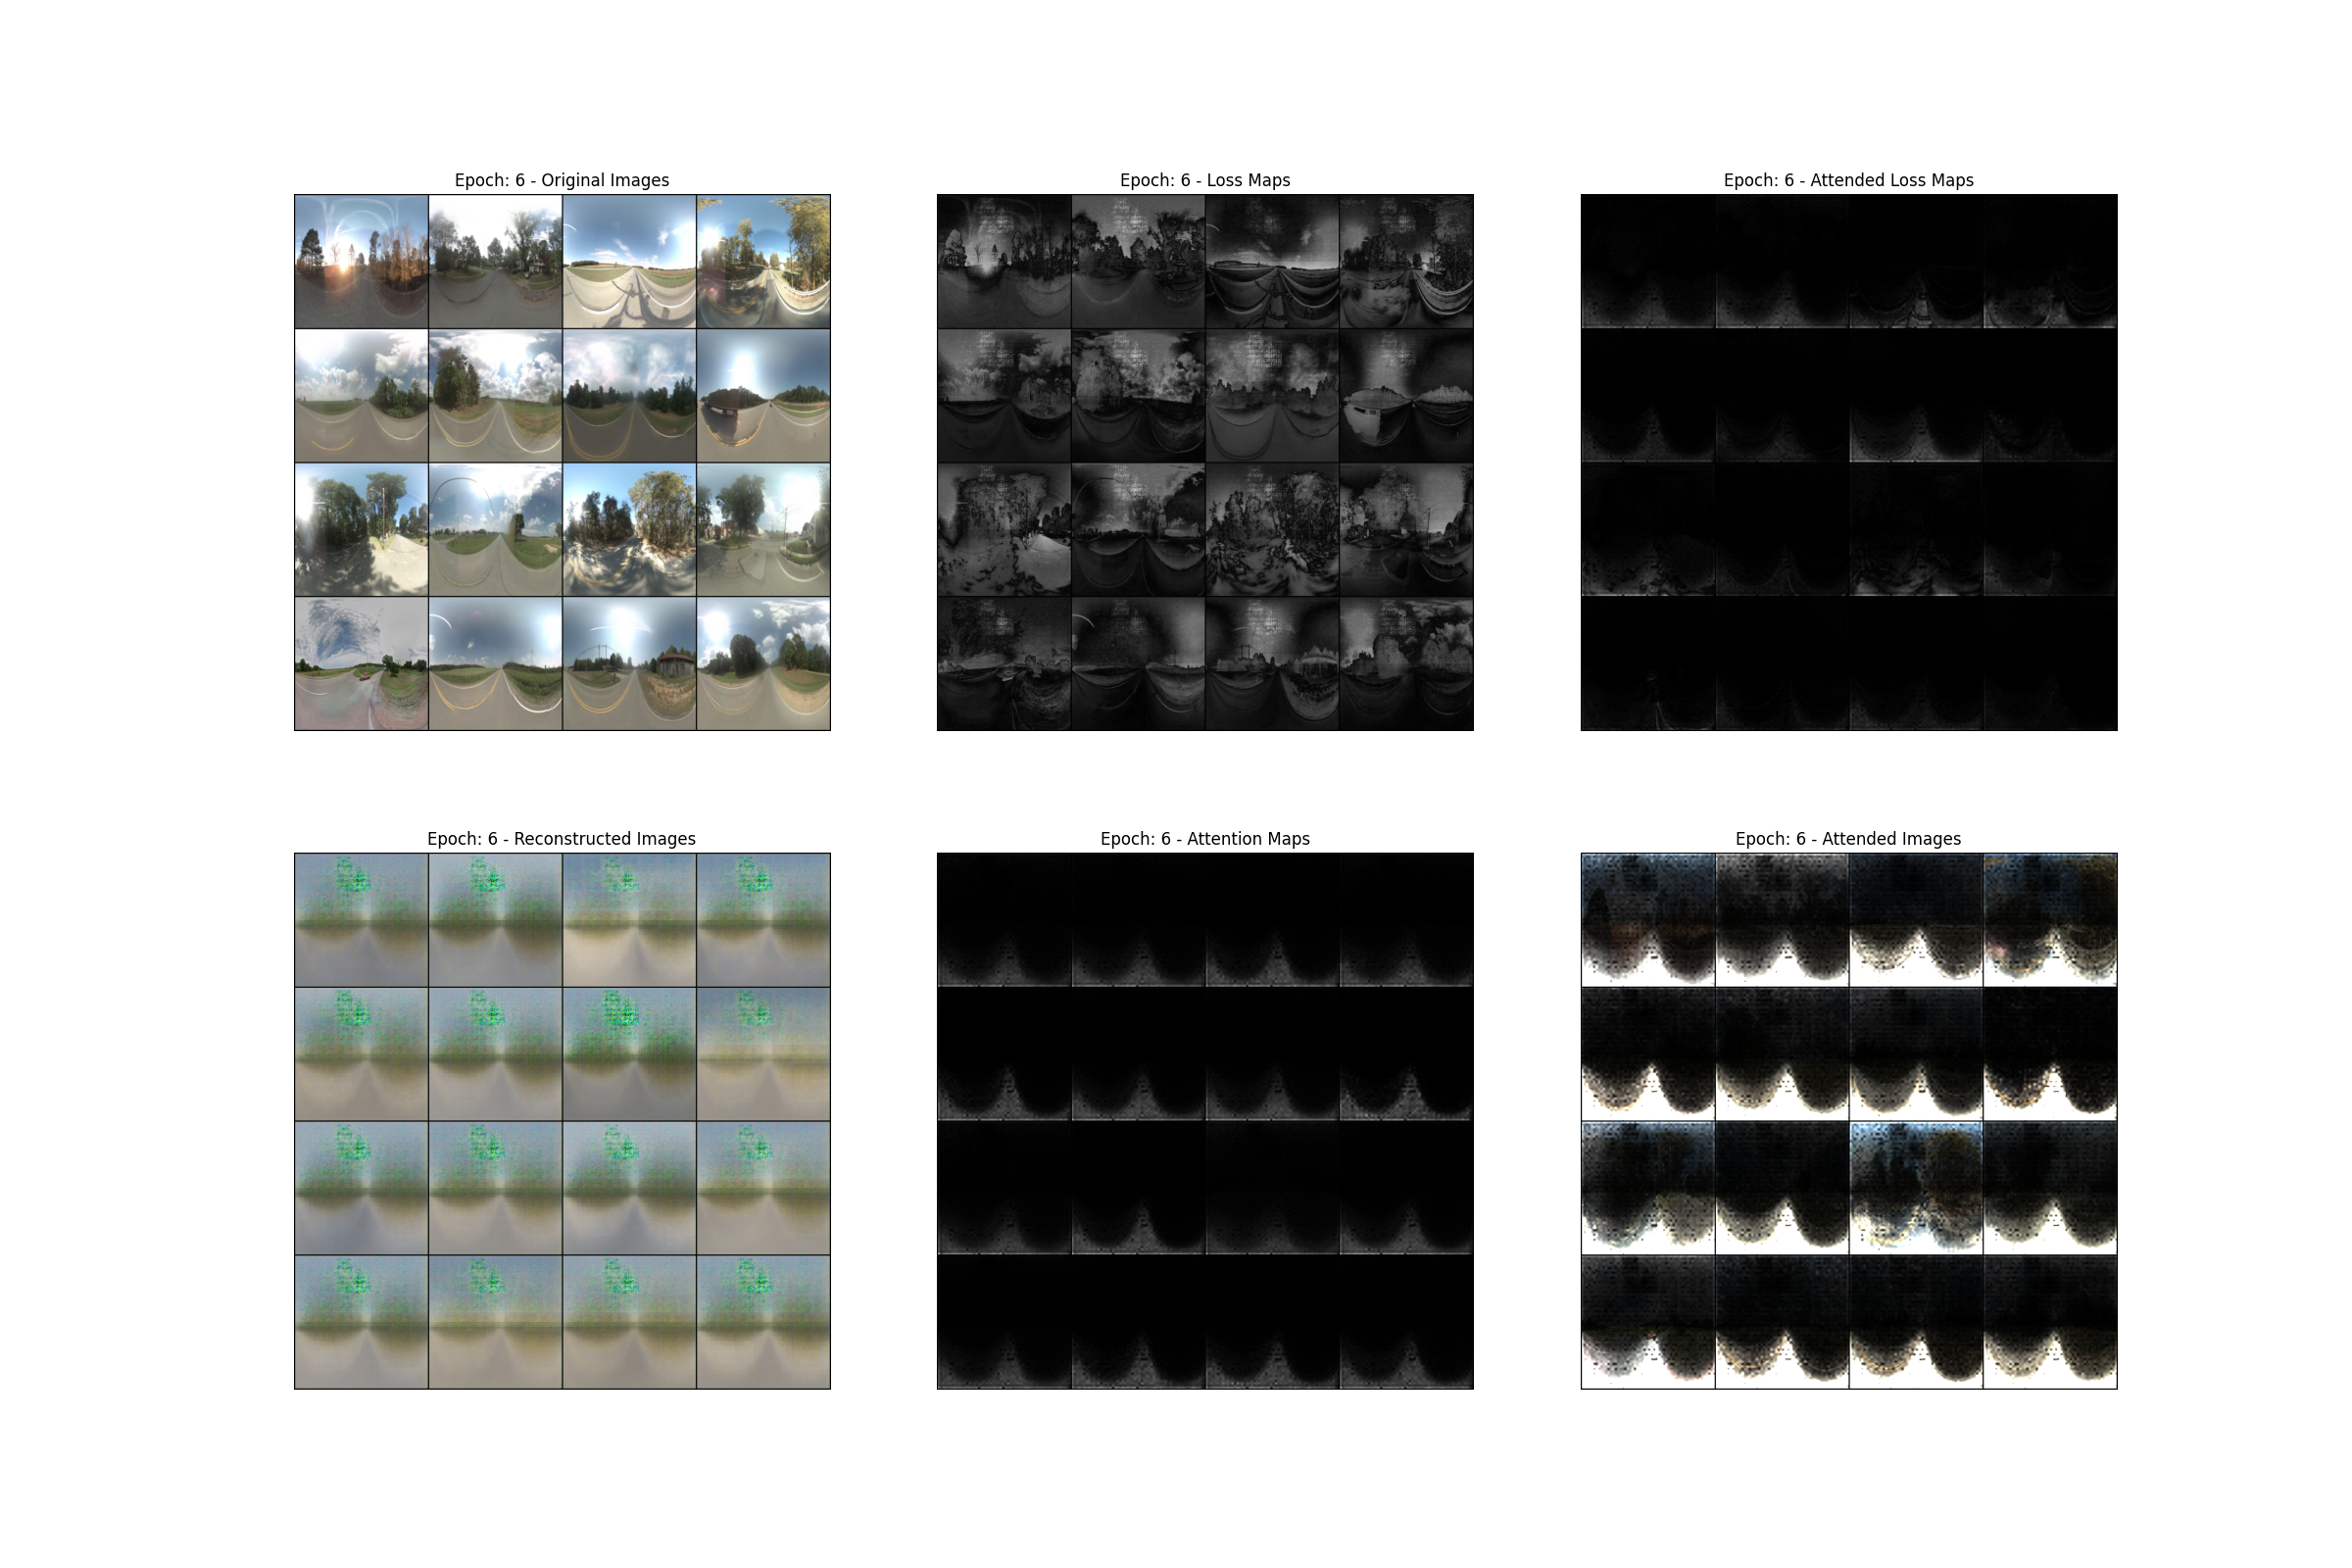 Epoch: 6 - Original Images
Epoch: 6 - Loss Maps
Epoch: 6 - Attended Loss Maps
Epoch: 6 - Reconstructed Images
Epoch: 6 - Attention Maps
Epoch: 6 - Attended Images